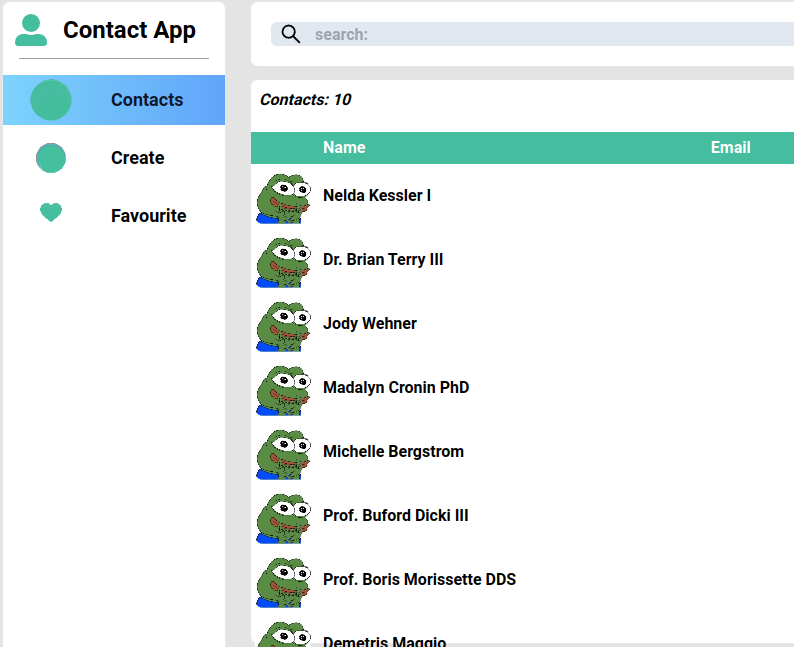 Contact App
Contacts
Create
Favourite
search:
Contacts: 10
Name Email
Nelda Kessler I
Dr. Brian Terry III
Jody Wehner
Madalyn Cronin PhD
Michelle Bergstrom
Prof. Buford Dicki III
Prof. Boris Morissette DDS
Demetris Maggio